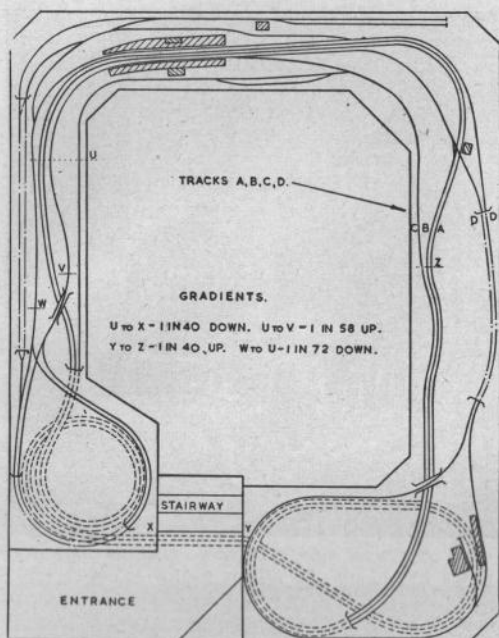 U
TRACKS A,B,C,D.
C B A
D D
Z
V
GRADIENTS.
W
U TO X - 1 IN 40 DOWN. U TO V - 1 IN 58 UP.
Y TO Z - 1 IN 40, UP. W TO U - 1 IN 72 DOWN.
STAIRWAY
X
Y
ENTRANCE